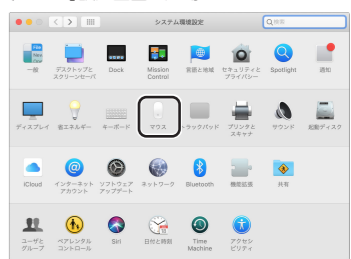 システム環境設定
検索
一般
デスクトップと
スクリーンセーバ
Dock
Mission
Control
言語と地域
セキュリティと
プライバシー
Spotlight
通知
ディスプレイ
省エネルギー
キーボード
マウス
トラックパッド
プリンタと
スキャナ
サウンド
起動ディスク
iCloud
インターネット
アカウント
ソフトウェア
アップデート
ネットワーク
Bluetooth
機能拡張
共有
ユーザと
グループ
ペアレンタル
コントロール
Siri
日付と時刻
Time
Machine
アクセシ
ビリティ